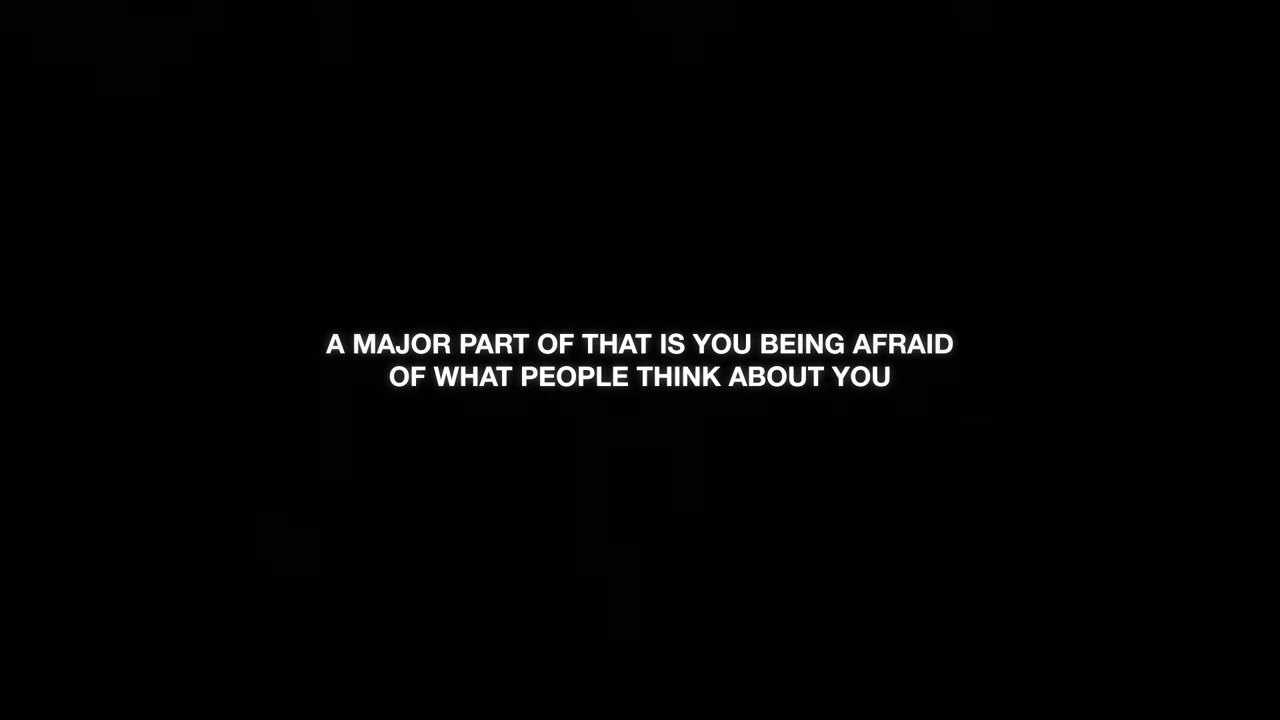 A MAJOR PART OF THAT IS YOU BEING AFRAID
OF WHAT PEOPLE THINK ABOUT YOU